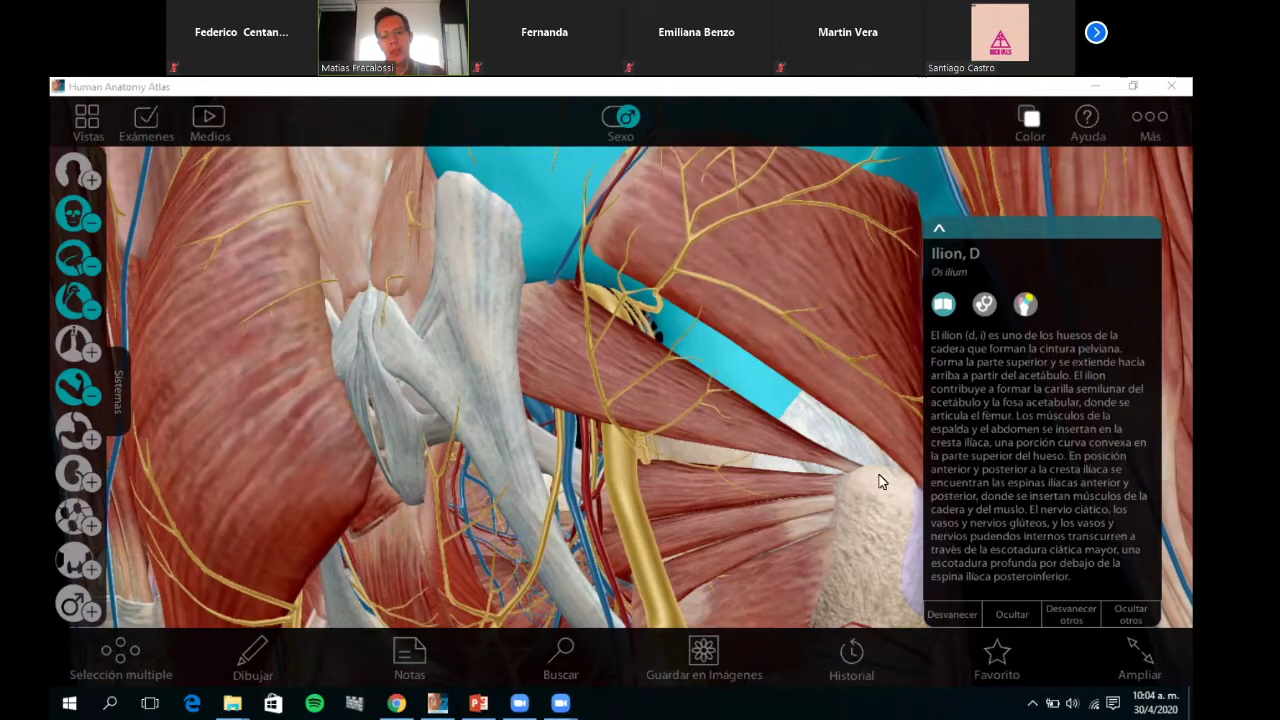 Federico Centan...
Matias Fracalossi
Fernanda
Emiliana Benzo
Martin Vera
Santiago Castro
Human Anatomy Atlas
Vistas
Exámenes
Medios
Sexo
Color
Ayuda
Más
Sistemas
Ilion, D
Os ilium
El ilion (d, i) es uno de los huesos de la
cadera que forman la cintura pelviana.
Forma la parte superior y se extiende hacia
arriba a partir del acetábulo. El ilion
contribuye a formar la carilla semilunar del
acetábulo y la fosa acetabular, donde se
articula el fémur. Los músculos de la
espalda y el abdomen se insertan en la
cresta ilíaca, una porción curva convexa en
la parte superior del hueso. En posición
anterior y posterior a la cresta ilíaca se
encuentran las espinas ilíacas anterior y
posterior, donde se insertan músculos de la
cadera y del muslo. El nervio ciático, los
vasos y nervios glúteos, y los vasos y
nervios pudendos internos transcurren a
través de la escotadura ciática mayor, una
escotadura profunda por debajo de la
espina ilíaca posteroinferior.
Desvanecer
Ocultar
Desvanecer
otros
Ocultar
otros
Selección múltiple
Dibujar
Notas
Buscar
Guardar en Imágenes
Historial
Favorito
Ampliar
10:04 a. m.
30/4/2020